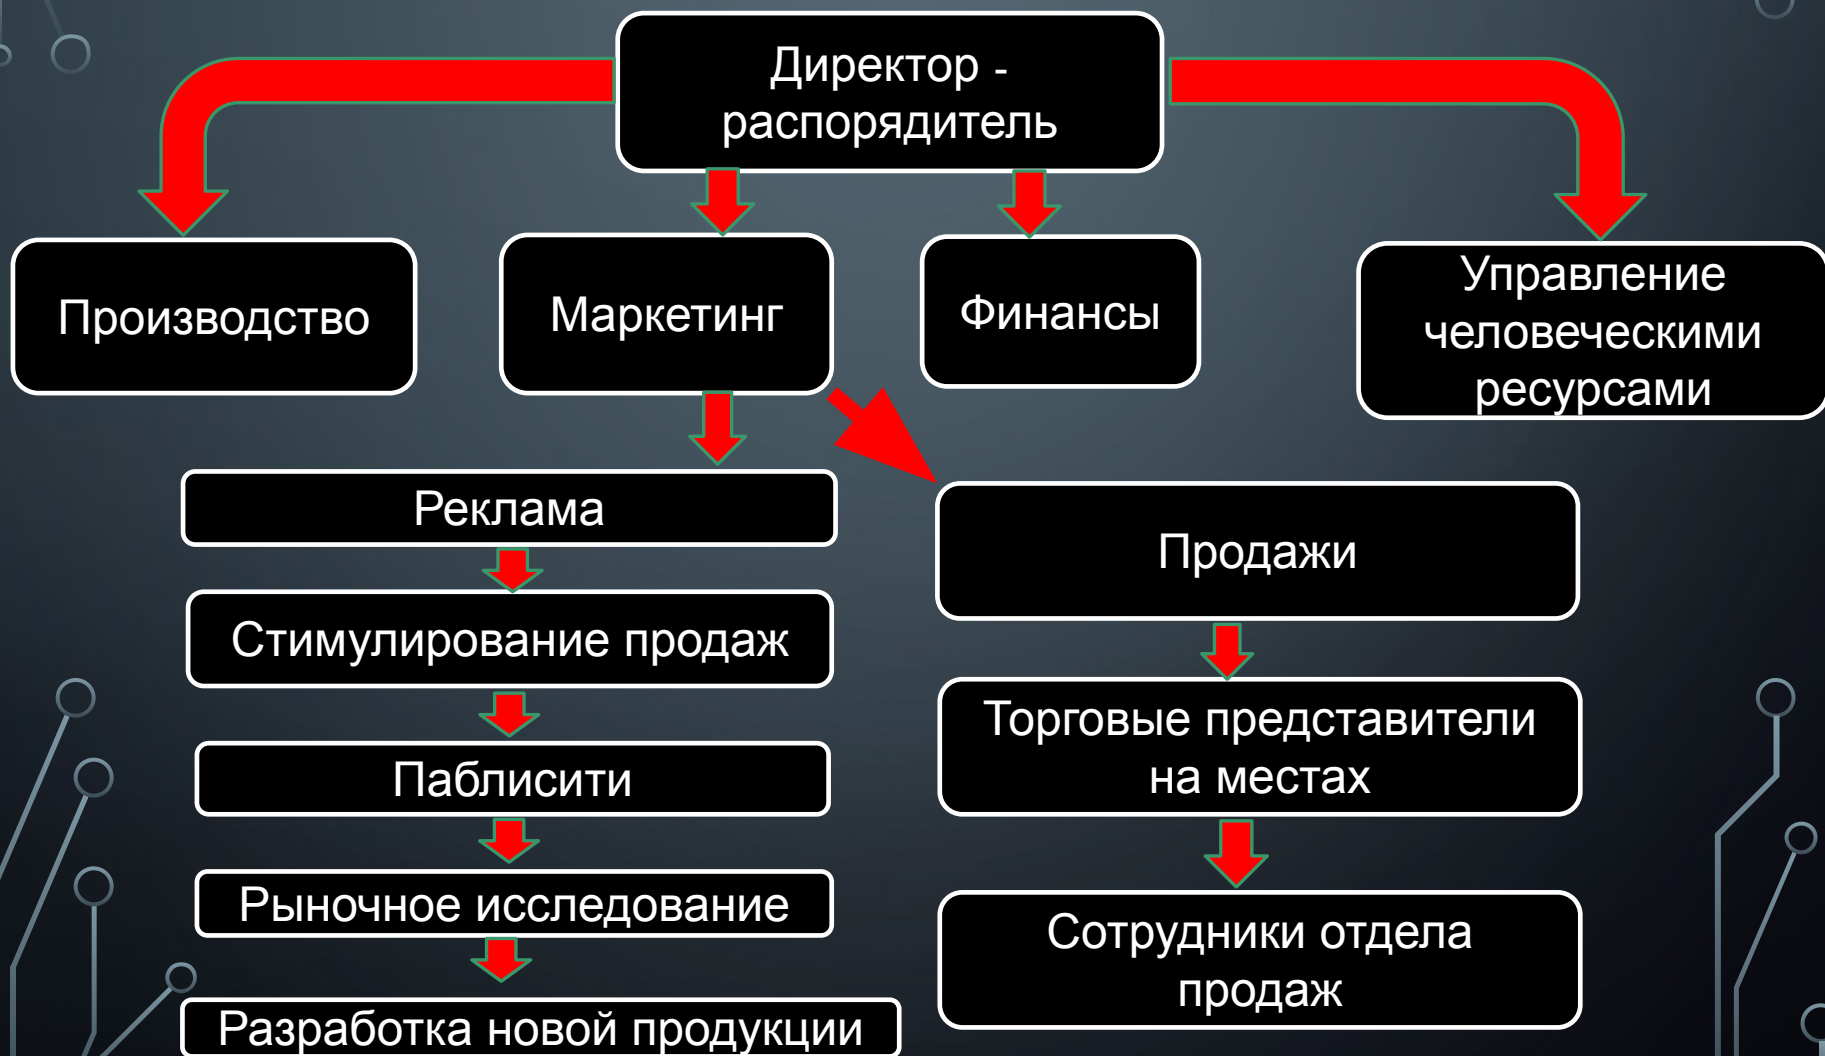 Директор -
распорядитель
Производство
Маркетинг
Финансы
Управление
человеческими
ресурсами
Реклама
Стимулирование продаж
Паблисити
Рыночное исследование
Разработка новой продукции
Продажи
Торговые представители
на местах
Сотрудники отдела
продаж